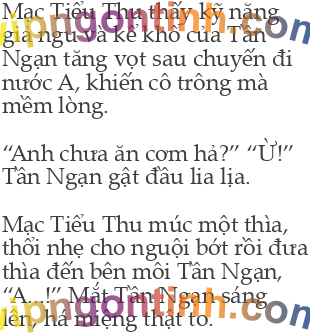 Mạc Tiểu Thu thấy kỹ năng
giả ngu và kể khổ của Tần
Ngạn tăng vọt sau chuyến đi
nước A, khiến cô trông mà
mềm lòng.
“Anh chưa ăn cơm hả?” “Ừ!”
Tần Ngạn gật đầu lia lịa.
Mạc Tiểu Thu múc một thìa,
thổi nhẹ cho nguội bớt rồi đưa
thìa đến bên môi Tần Ngạn,
“A...!” Mắt Tần Ngạn sáng
lên, há miệng thật to.
vipngontinh.com
vipngontinh.com